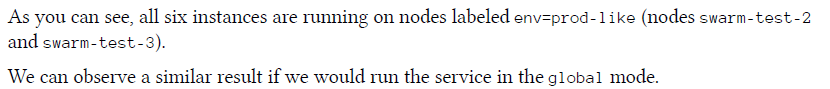 As you can see, all six instances are running on nodes labeled env=prod-like (nodes swarm-test-2
and swarm-test-3).
We can observe a similar result if we would run the service in the global mode.